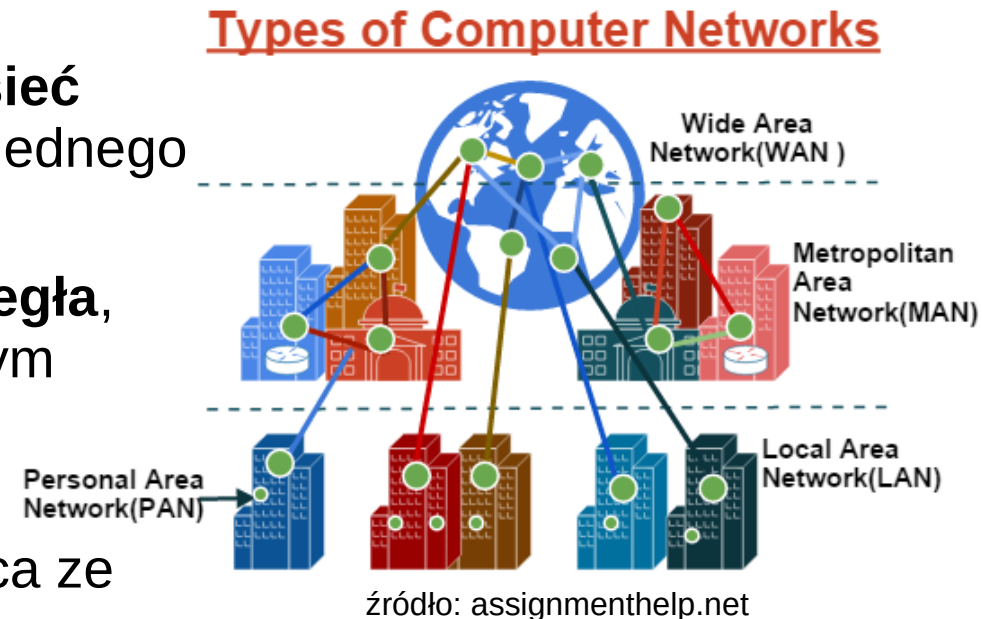 Types of Computer Networks
sieć
ednego
egła,
ym
ca ze
Wide Area
Network(WAN )
Metropolitan
Area
Network(MAN)
Local Area
Network(LAN)
Personal Area
Network(PAN)
źródło: assignmenthelp.net